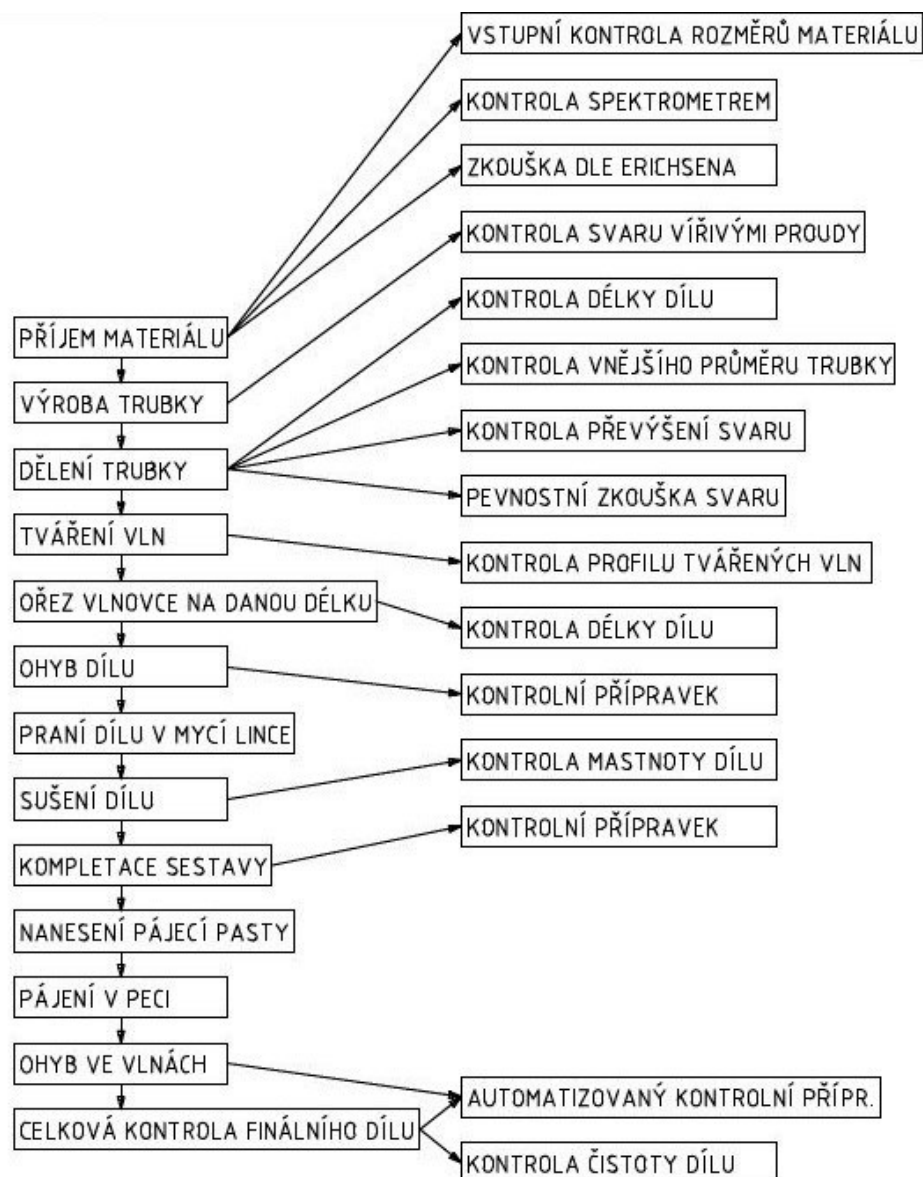 VSTUPNÍ KONTROLA ROZMĚRŮ MATERIÁLU
KONTROLA SPEKTROMETREM
ZKOUŠKA DLE ERICHSENA
KONTROLA SVARU VÍŘIVÝMI PROUDY
KONTROLA DÉLKY DÍLU
PŘÍJEM MATERIÁLU
KONTROLA VNĚJŠÍHO PRŮMĚRU TRUBKY
VÝROBA TRUBKY
KONTROLA PŘEVÝŠENÍ SVARU
DĚLENÍ TRUBKY
PEVNOSTNÍ ZKOUŠKA SVARU
TVÁŘENÍ VLN
KONTROLA PROFILU TVÁŘENÝCH VLN
OŘEZ VLNOVCE NA DANOU DÉLKU
KONTROLA DÉLKY DÍLU
OHYB DÍLU
KONTROLNÍ PŘÍPRAVEK
PRANÍ DÍLU V MYCÍ LINCE
KONTROLA MASTNOTY DÍLU
SUŠENÍ DÍLU
KONTROLNÍ PŘÍPRAVEK
KOMPLETACE SESTAVY
NANESENÍ PÁJECÍ PASTY
PÁJENÍ V PECI
OHYB VE VLNÁCH
AUTOMATIZOVANÝ KONTROLNÍ PŘÍPR.
CELKOVÁ KONTROLA FINÁLNÍHO DÍLU
KONTROLA ČISTOTY DÍLU